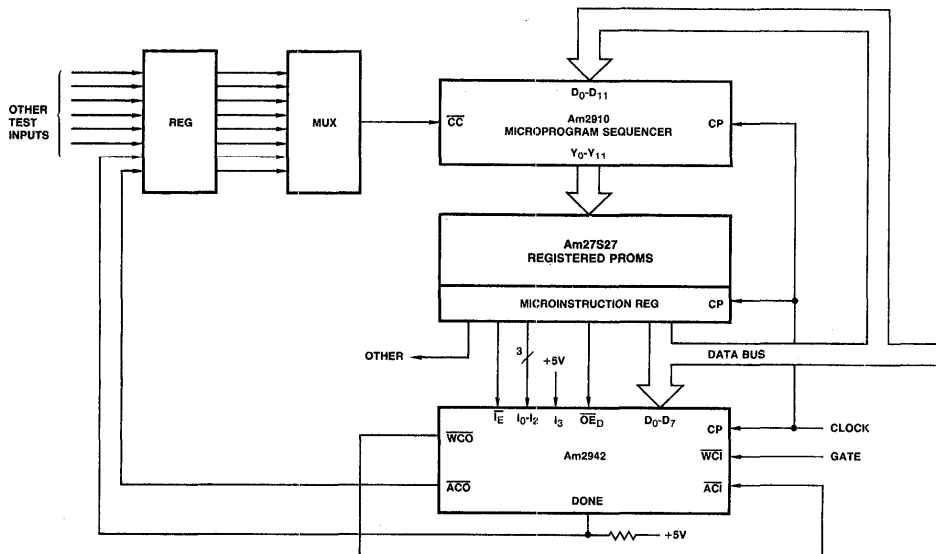 OTHER
TEST
INPUTS
REG
MUX
CC
D0-D11
Am2910
MICROPROGRAM SEQUENCER
CP
Y0-Y11
Am27S27
REGISTERED PROMS
MICROINSTRUCTION REG
CP
OTHER
3
+5V
DATA BUS
IE
I0-I2
I3
OED
D0-D7
WCO
CP
CLOCK
Am2942
WCI
GATE
ACO
ACI
DONE
+5V